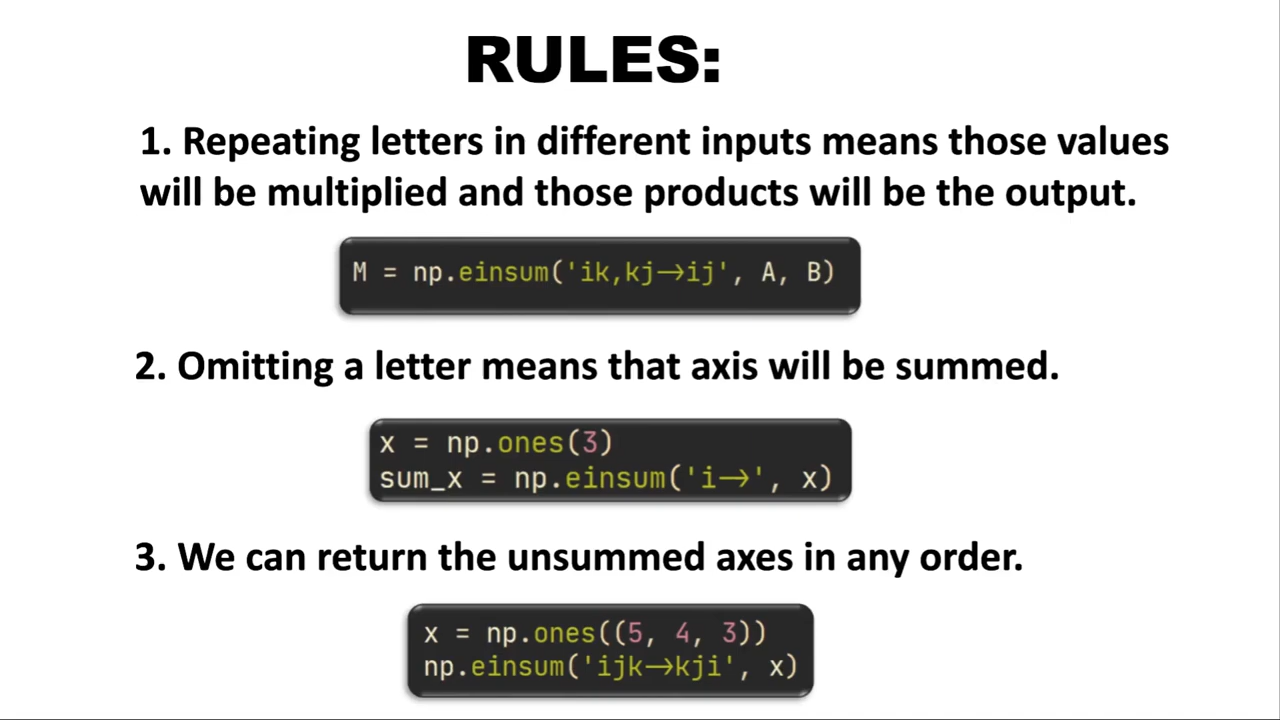 RULES:
1. Repeating letters in different inputs means those values
will be multiplied and those products will be the output.
M = np.einsum('ik,kj→ij', A, B)
2. Omitting a letter means that axis will be summed.
x = np.ones(3)
sum_x = np.einsum('i→', x)
3. We can return the unsummed axes in any order.
x = np.ones((5, 4, 3))
np.einsum('ijk→kji', x)